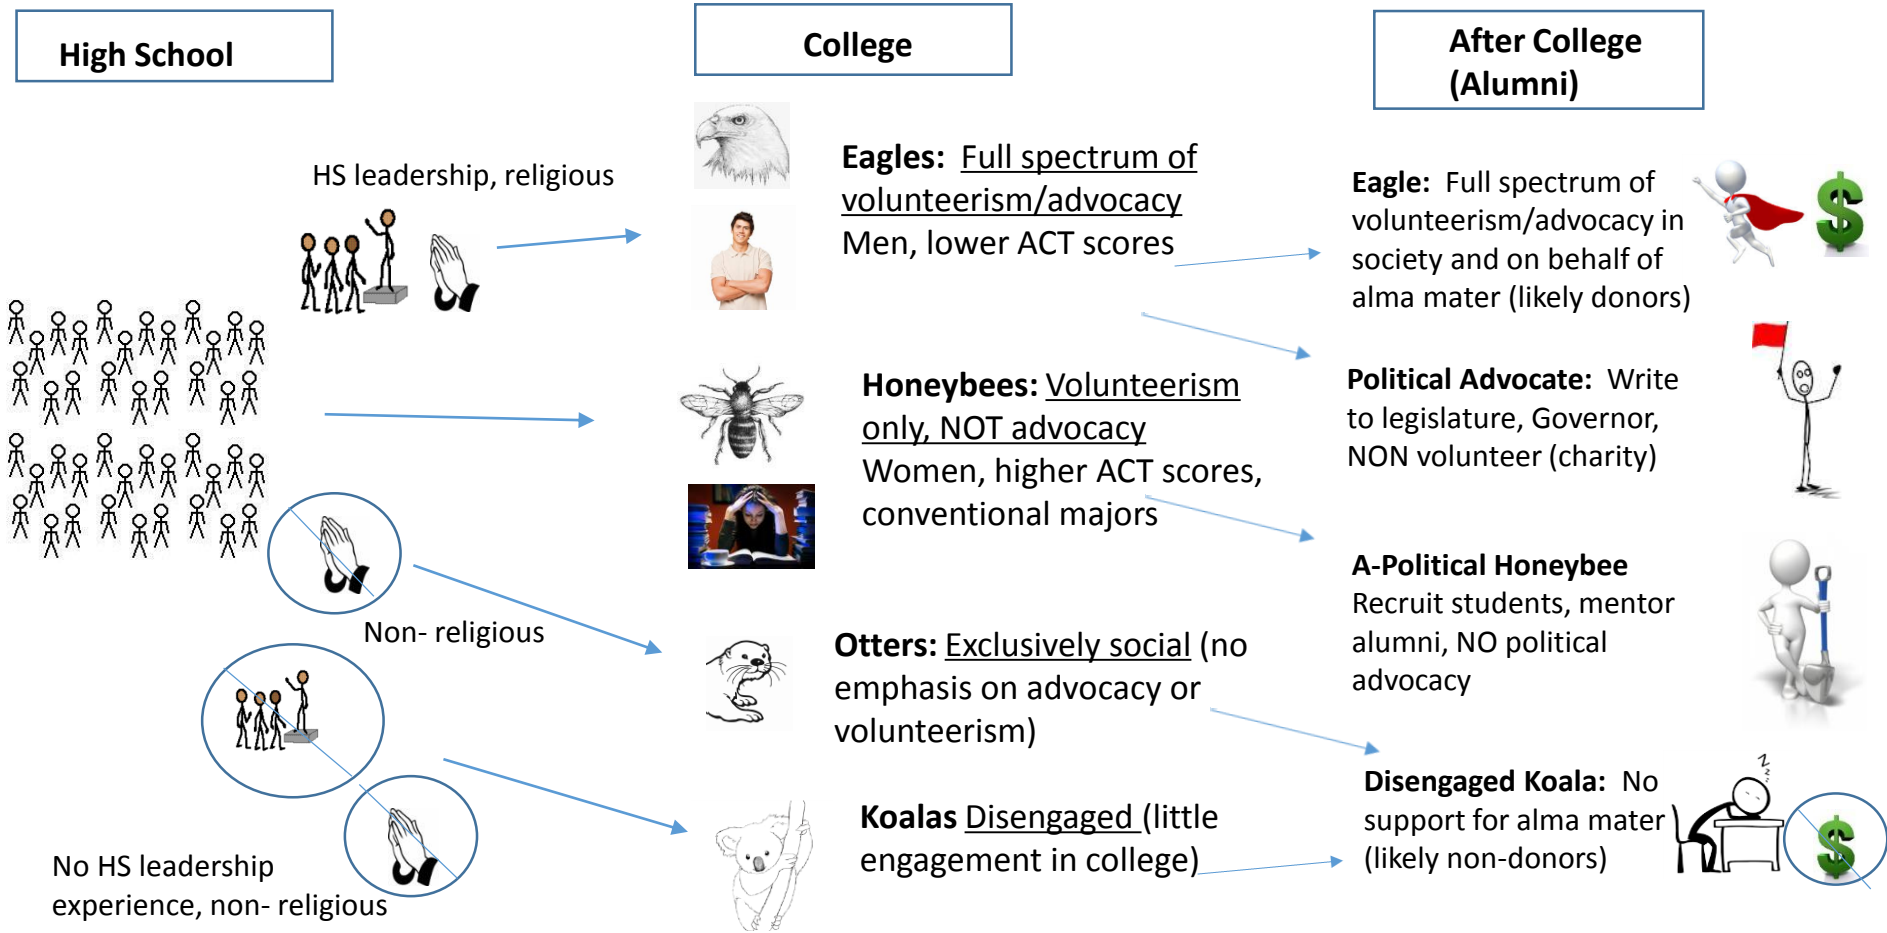 High School
College
After College
(Alumni)
HS leadership, religious
Eagles: Full spectrum of
volunteerism/advocacy
Men, lower ACT scores
Eagle: Full spectrum of
volunteerism/advocacy in
society and on behalf of
alma mater (likely donors)
$
Honeybees: Volunteerism
only, NOT advocacy
Women, higher ACT scores,
conventional majors
Political Advocate: Write
to legislature, Governor,
NON volunteer (charity)
A-Political Honeybee
Recruit students, mentor
alumni, NO political
advocacy
Non- religious
Otters: Exclusively social (no
emphasis on advocacy or
volunteerism)
No HS leadership
experience, non- religious
Koalas Disengaged (little
engagement in college)
Disengaged Koala: No
support for alma mater
(likely non-donors)
zzz
$